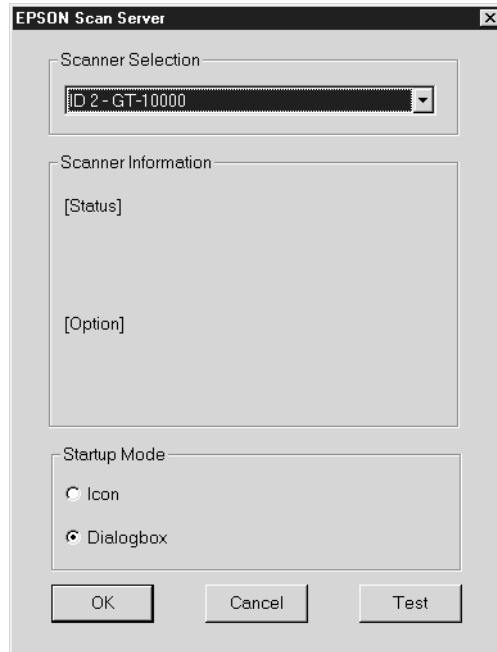 EPSON Scan Server
Scanner Selection
ID 2 - GT-10000
Scanner Information
[Status]
[Option]
Startup Mode
Icon
Dialogbox
OK Cancel Test